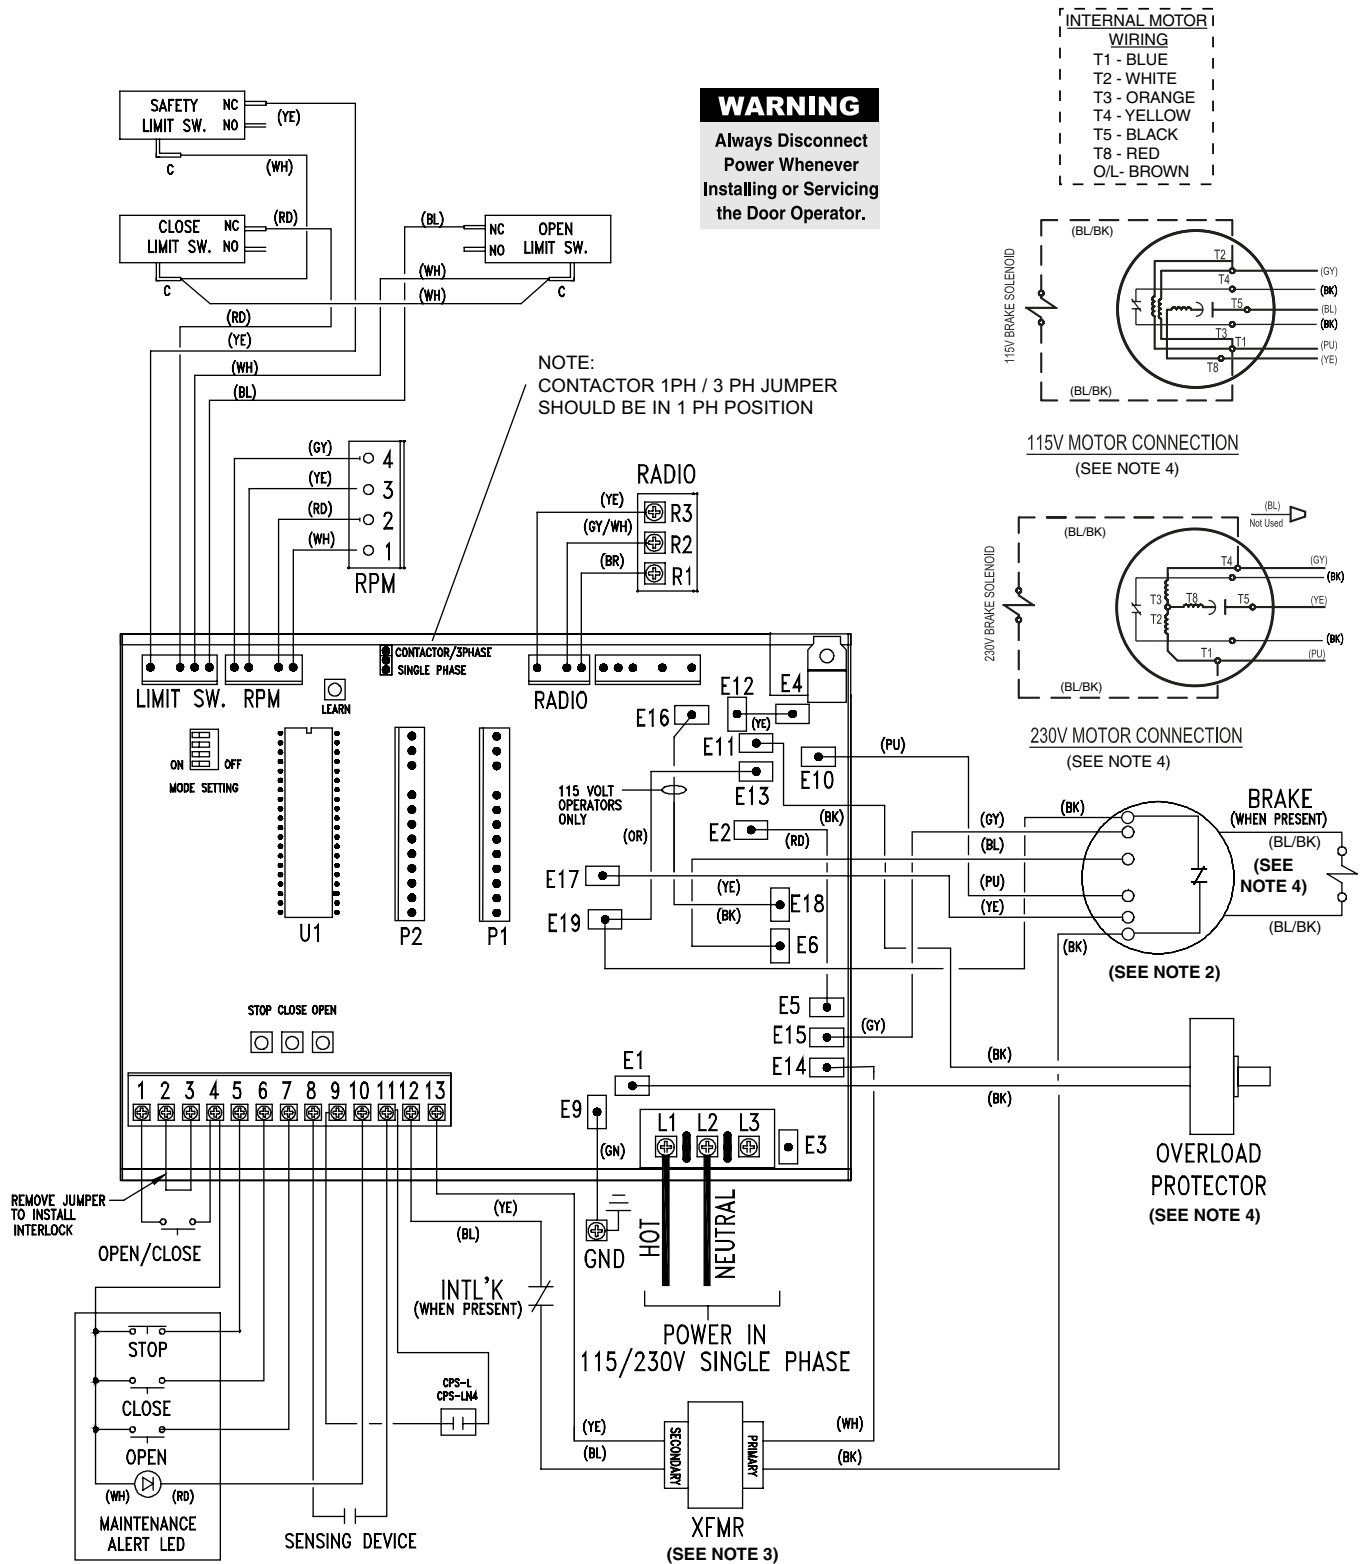 INTERNAL MOTOR
WIRING
T1 - BLUE
T2 - WHITE
T3 - ORANGE
T4 - YELLOW
T5 - BLACK
T8 - RED
O/L- BROWN
WARNING
Always Disconnect
Power Whenever
Installing or Servicing
the Door Operator.
SAFETY
LIMIT SW.
NC
NO
(YE)
(WH)
C
CLOSE
LIMIT SW.
NC
NO
(RD)
C
(BL)
NC
NO
OPEN
LIMIT SW.
C
(WH)
(WH)
(RD)
(YE)
(WH)
(BL)
NOTE:
CONTACTOR 1PH / 3 PH JUMPER
SHOULD BE IN 1 PH POSITION
(GY) 4
(YE) 3
(RD) 2
(WH) 1
RPM
RADIO
(YE) R3
(GY/WH) R2
(BR) R1
115V BRAKE SOLENOID
(BL/BK)
(BL/BK)
T2
T4
T5
T3
T1
T8
(GY)
(BK)
(BL)
(BK)
(PU)
(YE)
115V MOTOR CONNECTION
(SEE NOTE 4)
(BL)
Not Used
230V BRAKE SOLENOID
(BL/BK)
(BL/BK)
T4
T3
T8
T5
T2
T1
(GY)
(BK)
(YE)
(BK)
(PU)
230V MOTOR CONNECTION
(SEE NOTE 4)
CONTACTOR/3PHASE
SINGLE PHASE
LIMIT SW.
RPM
LEARN
RADIO
ON
OFF
MODE SETTING
U1
P2
P1
E16
E12
E4
(YE)
E11
E13
E10
(PU)
115 VOLT
OPERATORS
ONLY
(OR)
(BK)
E2
(RD)
E17
E19
(YE)
(BK)
E18
E6
E5
E15
(GY)
E14
E1
E9
(GN)
L1
L2
L3
E3
(BK)
(GY)
(BL)
(PU)
(YE)
(BK)
(SEE NOTE 2)
BRAKE
(WHEN PRESENT)
(BL/BK)
(SEE
NOTE 4)
(BL/BK)
(BK)
(BK)
OVERLOAD
PROTECTOR
(SEE NOTE 4)
STOP CLOSE OPEN
1 2 3 4 5 6 7 8 9 10 11 12 13
REMOVE JUMPER
TO INSTALL
INTERLOCK
OPEN/CLOSE
(YE)
(BL)
INTL'K
(WHEN PRESENT)
GND
HOT
NEUTRAL
POWER IN
115/230V SINGLE PHASE
STOP
CLOSE
OPEN
(WH)
(RD)
MAINTENANCE
ALERT LED
CPS-L
CPS-LN4
SENSING DEVICE
(YE)
(BL)
SECONDARY
PRIMARY
(WH)
(BK)
XFMR
(SEE NOTE 3)